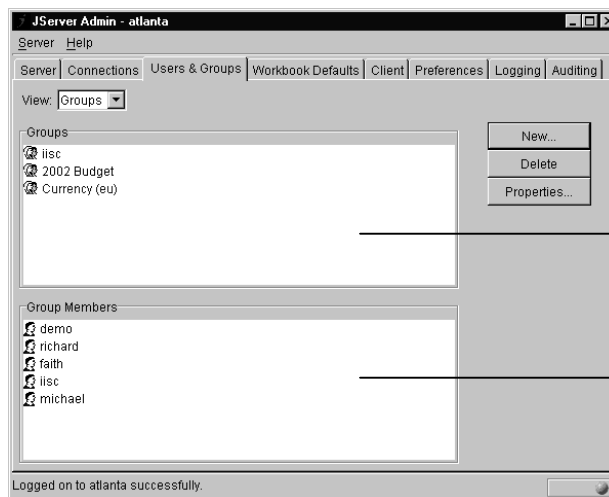 JServer Admin - atlanta
Server Help
Server Connections Users & Groups Workbook Defaults Client Preferences Logging Auditing
View: Groups
Groups
iisc
2002 Budget
Currency (eu)
New...
Delete
Properties...
Group Members
demo
richard
faith
iisc
michael
Logged on to atlanta successfully.